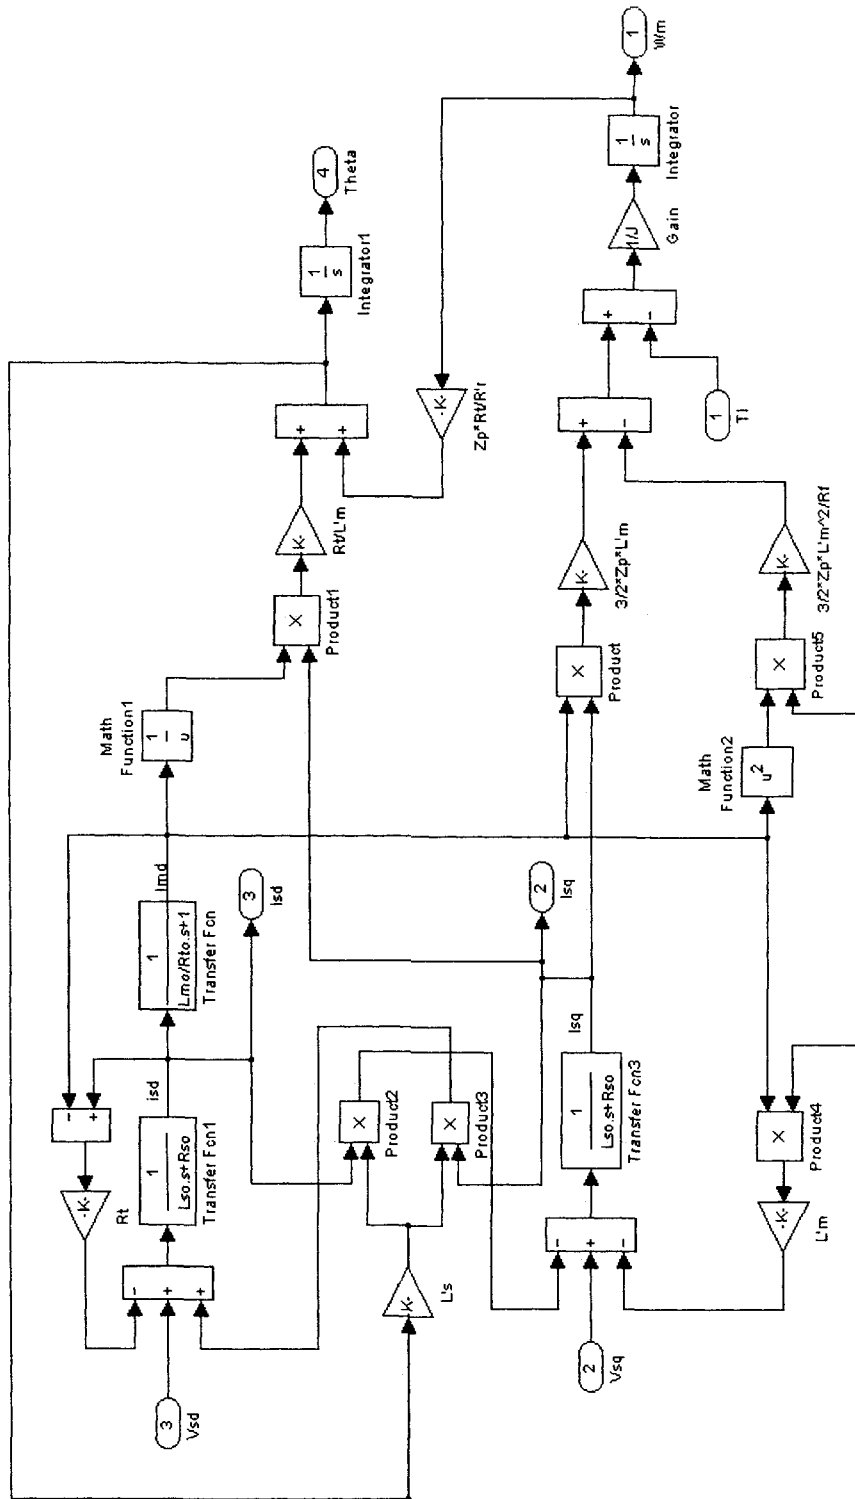 3
Vsd
-
+
+
-K-
Rt
-
+
1
Lso.s+Rso
Transfer Fcn1
isd
1
Lmo/Rto.s+1
Transfer Fcn
Imd
Math
Function1
1
u
×
Product1
K-
Rt/L'm
+
+
1
s
Integrator1
4
Theta
3
isd
K-
L's
×
Product2
×
Product3
-K-
Zp*Rt/R'r
2
Vsq
-
+
-
1
Lso.s+Rso
Transfer Fcn3
Isq
2
Isq
×
Product
K-
3/2*Zp*L'm
+
-
+
-
1/J
Gain
1
s
Integrator
1
Wm
1
Tl
-K-
L'm
×
Product4
Math
Function2
u²
×
Product5
K-
3/2*Zp*L'm^2/Rf